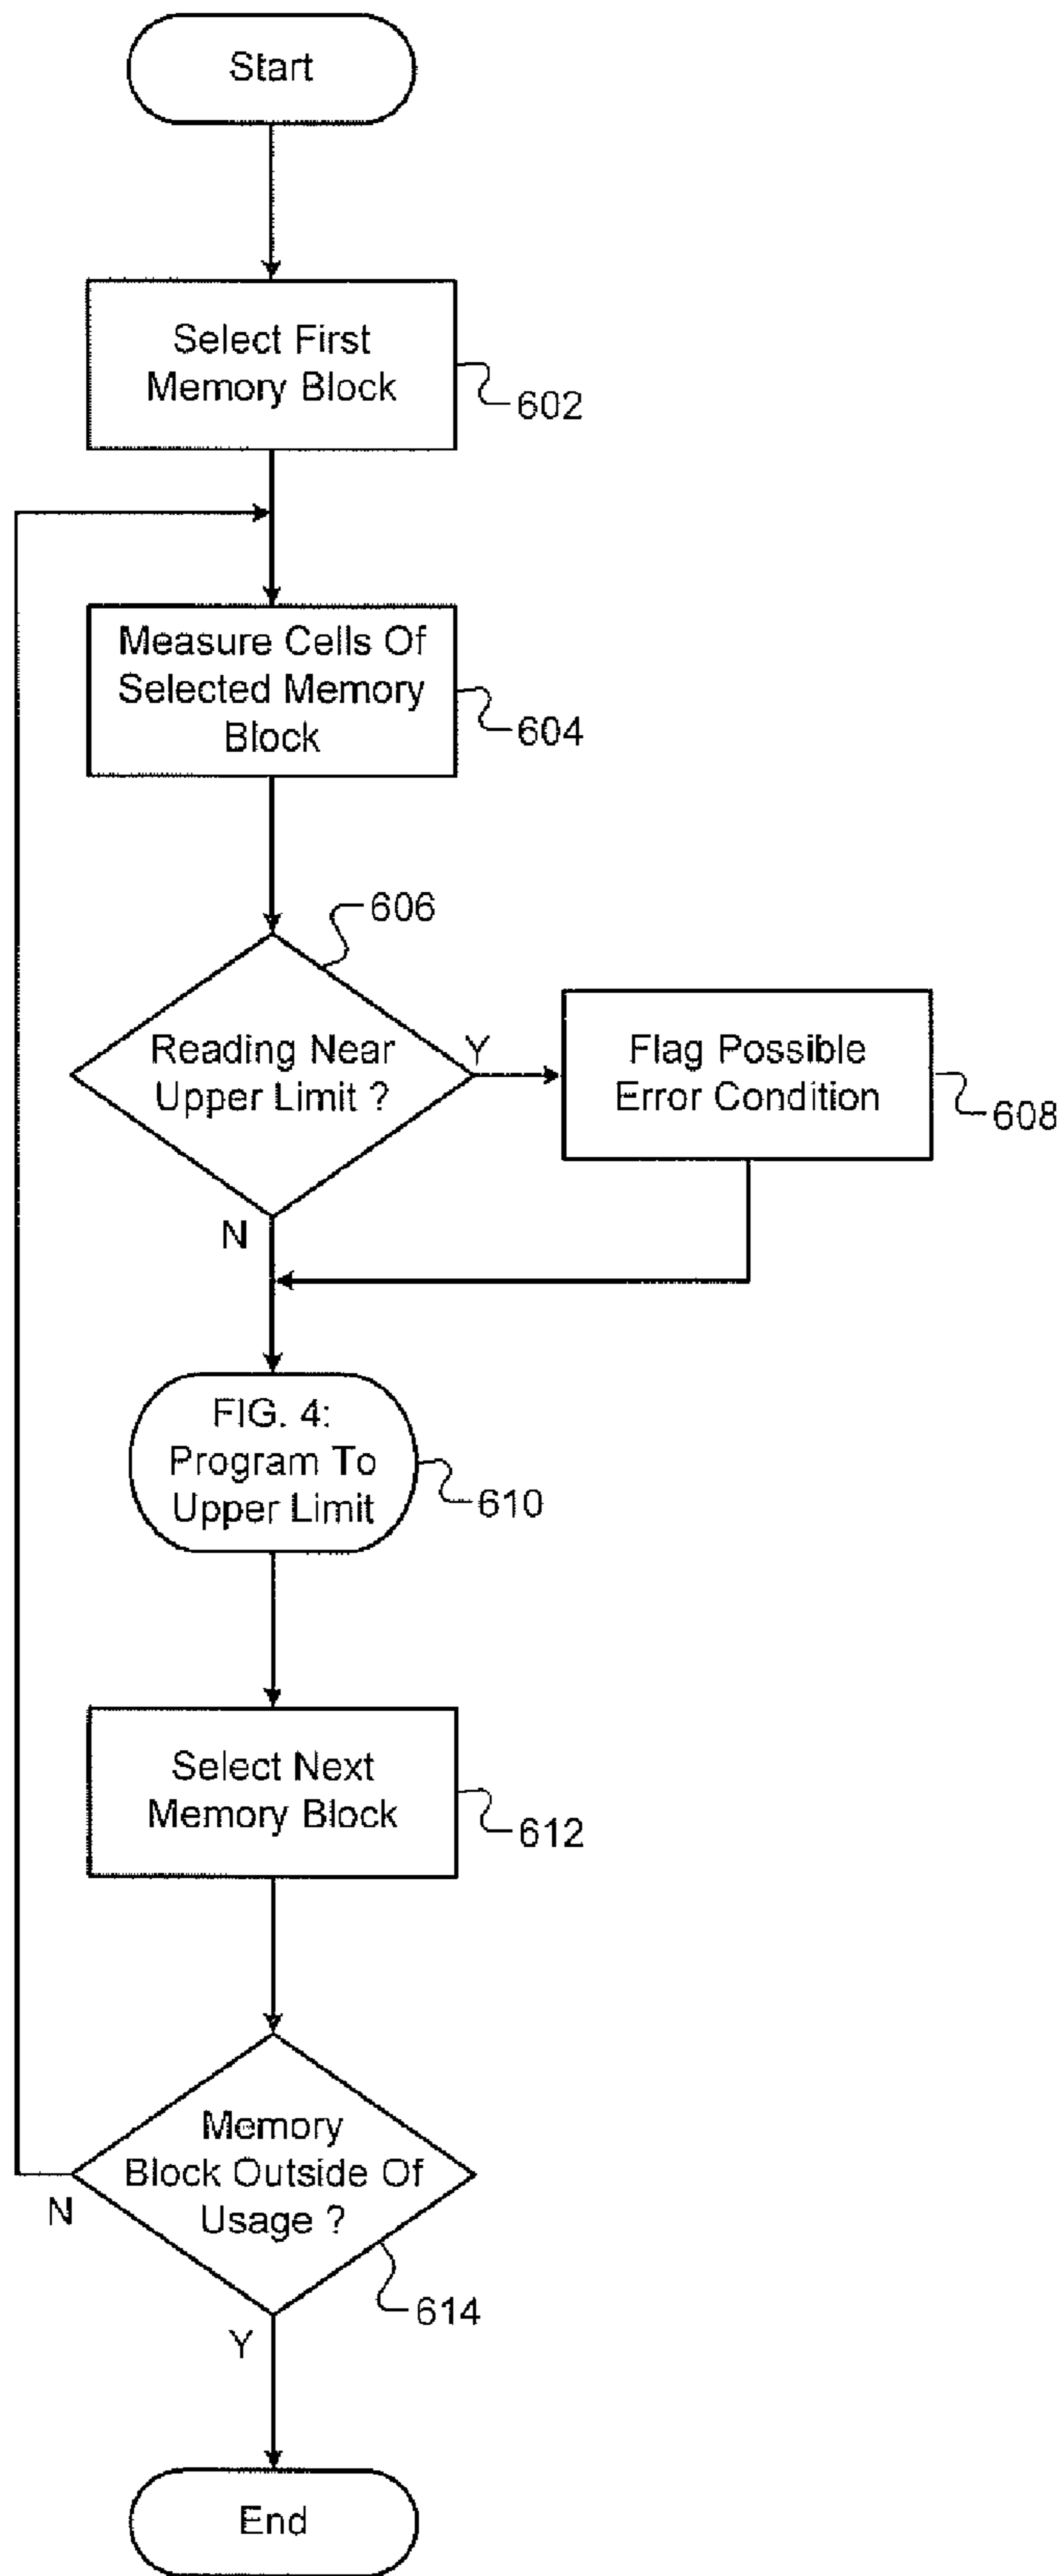 Start
Select First
Memory Block
602
Measure Cells Of
Selected Memory
Block
604
606
Reading Near
Upper Limit ?
Y
Flag Possible
Error Condition
608
N
FIG. 4:
Program To
Upper Limit
610
Select Next
Memory Block
612
Memory
Block Outside Of
Usage ?
N
614
Y
End